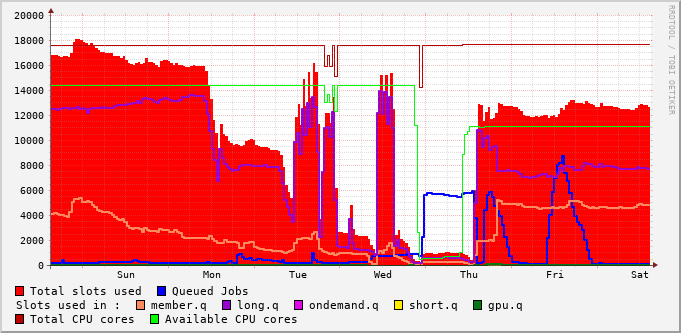 20000
18000
16000
14000
12000
10000
8000
6000
4000
2000
0
Sun Mon Tue Wed Thu Fri Sat
RRDTOOL / TOBI OETIKER
Total slots used Queued Jobs
Slots used in : member.q long.q ondemand.q short.q gpu.q
Total CPU cores Available CPU cores